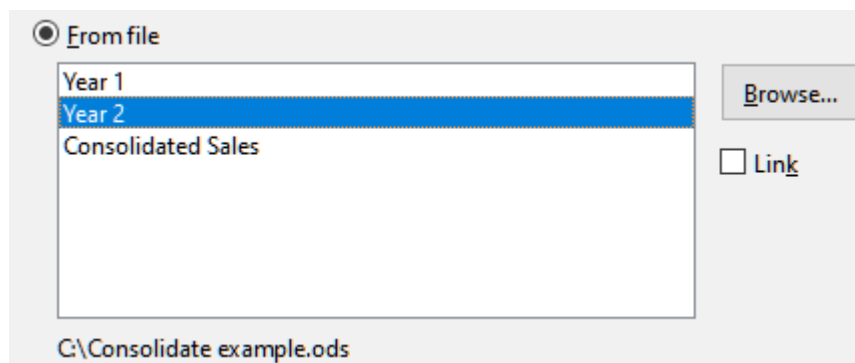 From file
Year 1
Year 2
Browse...
Consolidated Sales
Link
C:\Consolidate example.ods